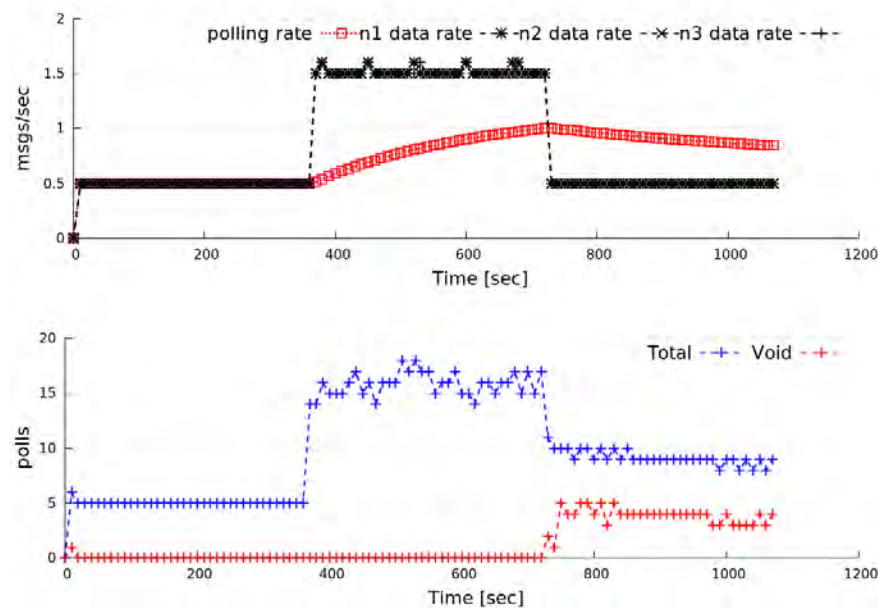 2
polling rate n1 data rate n2 data rate n3 data rate
1.5
msgs/sec
1
0.5
0
0 200 400 600 800 1000 1200
Time [sec]
20
Total Void
15
polls
10
5
0
0 200 400 600 800 1000 1200
Time [sec]